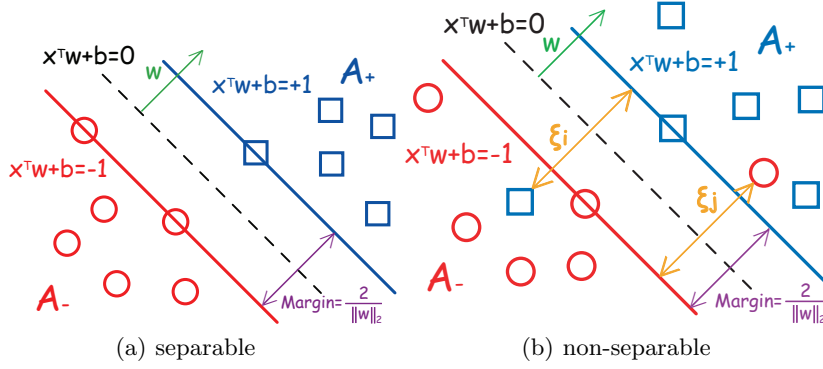 xᵀw+b=0
w
xᵀw+b=+1
A₊
xᵀw+b=-1
A₋
Margin=2/‖w‖₂
(a) separable
xᵀw+b=0
w
A₊
xᵀw+b=+1
ξi
xᵀw+b=-1
ξj
A₋
Margin=2/‖w‖₂
(b) non-separable